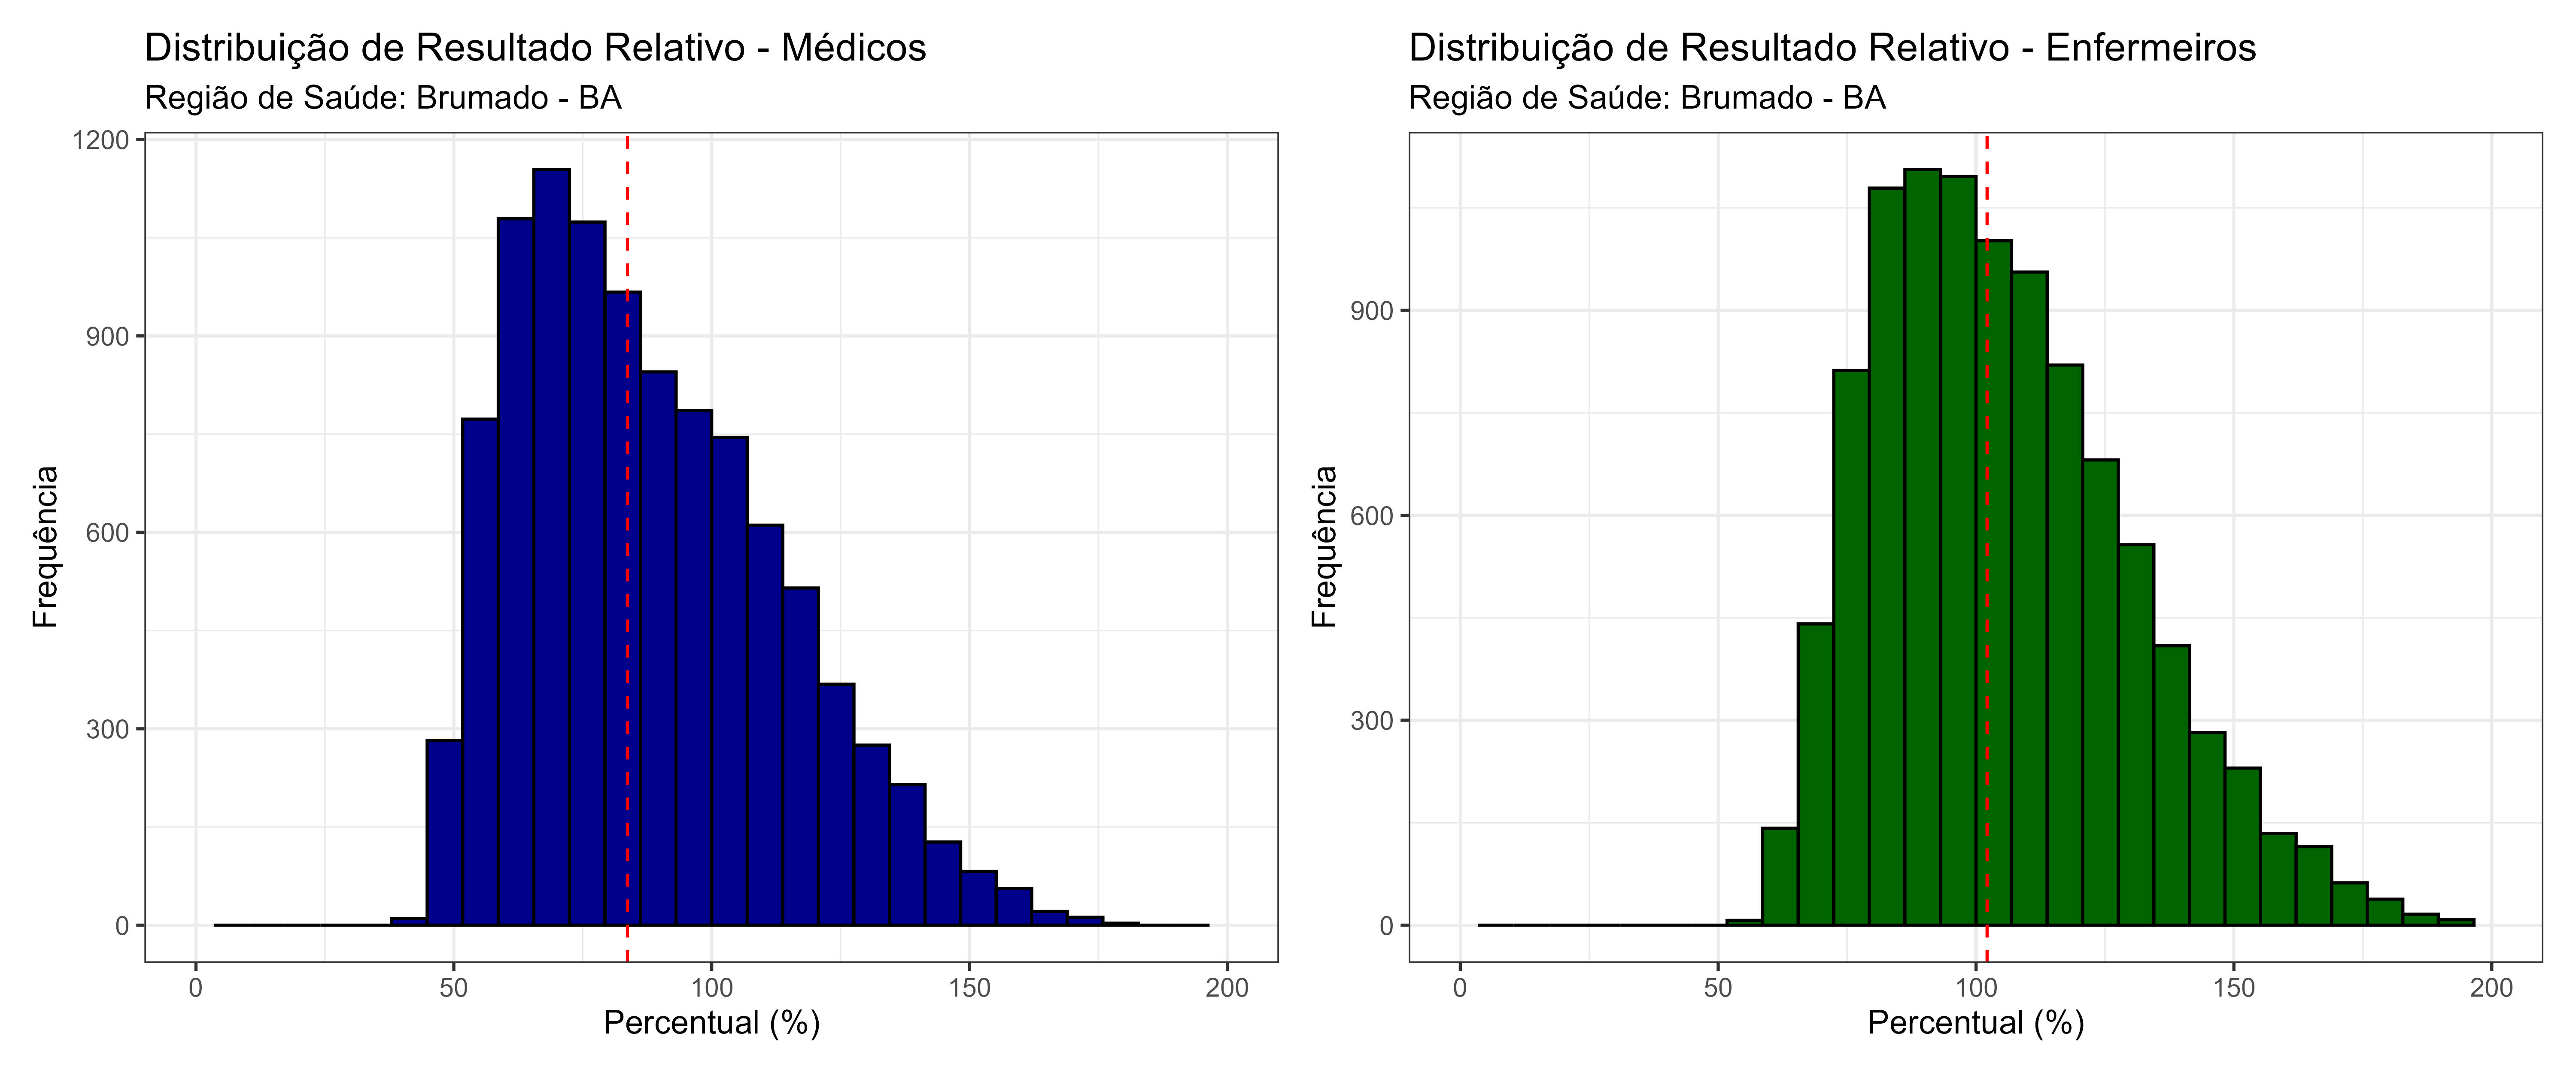 Distribuição de Resultado Relativo - Médicos
Região de Saúde: Brumado - BA
1200
900
600
300
0
Frequência
0 50 100 150 200
Percentual (%)
Distribuição de Resultado Relativo - Enfermeiros
Região de Saúde: Brumado - BA
900
600
300
0
Frequência
0 50 100 150 200
Percentual (%)